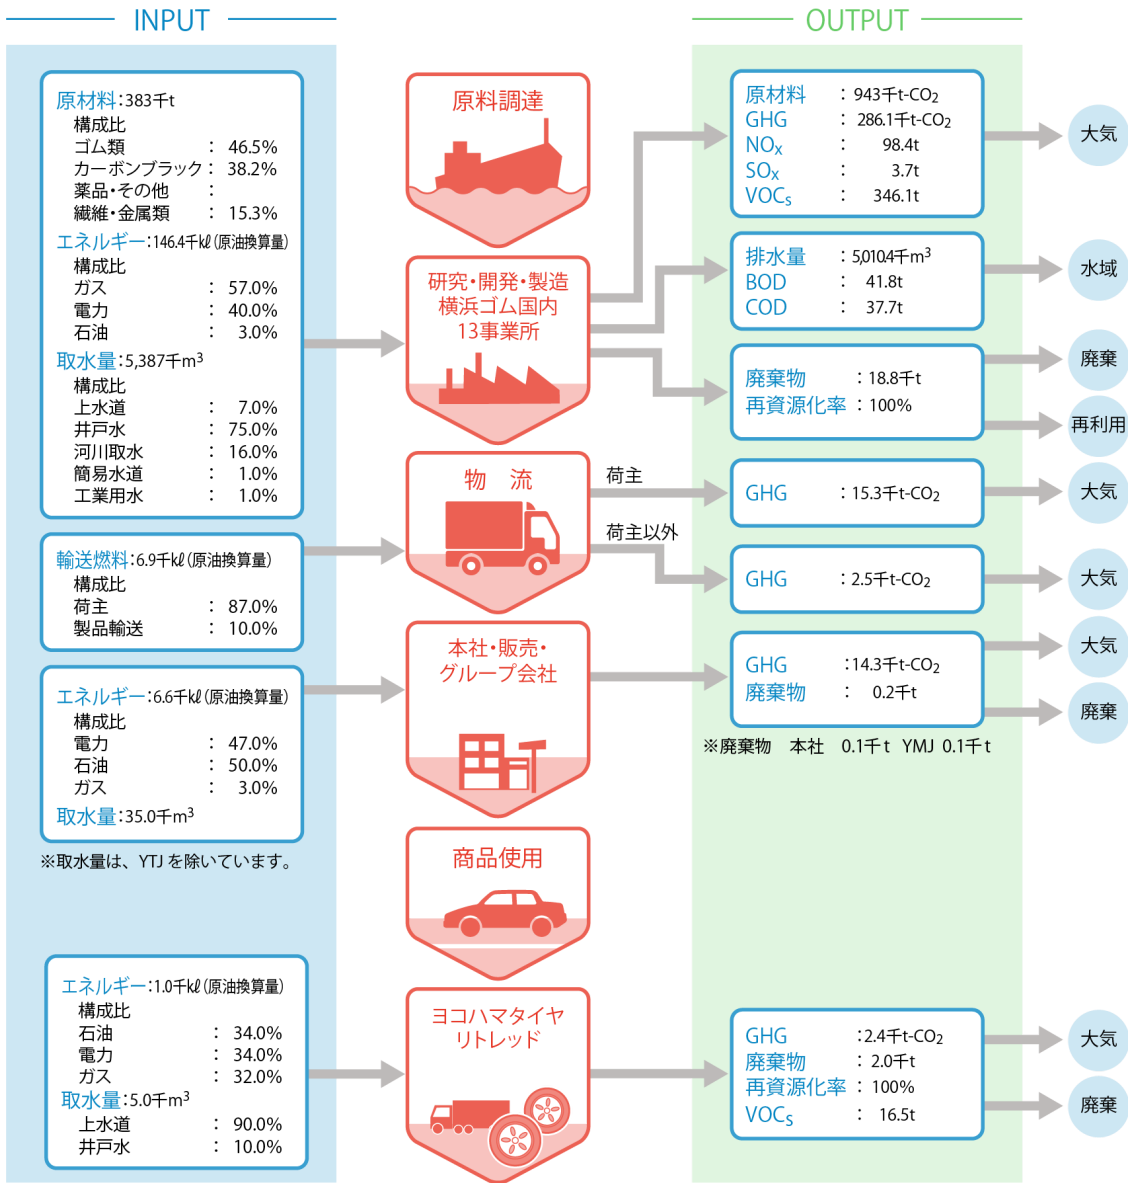 INPUT
原材料：383千t
構成比
ゴム類 ： 46.5%
カーボンブラック： 38.2%
薬品・その他 ：
繊維・金属類 ： 15.3%
エネルギー：146.4千kℓ（原油換算量）
構成比
ガス ： 57.0%
電力 ： 40.0%
石油 ： 3.0%
取水量：5,387千m³
構成比
上水道 ： 7.0%
井戸水 ： 75.0%
河川取水 ： 16.0%
簡易水道 ： 1.0%
工業用水 ： 1.0%
輸送燃料：6.9千kℓ（原油換算量）
構成比
荷主 ： 87.0%
製品輸送 ： 10.0%
エネルギー：6.6千kℓ（原油換算量）
構成比
電力 ： 47.0%
石油 ： 50.0%
ガス ： 3.0%
取水量：35.0千m³
※取水量は、YTJ を除いています。
エネルギー：1.0千kℓ（原油換算量）
構成比
石油 ： 34.0%
電力 ： 34.0%
ガス ： 32.0%
取水量：5.0千m³
上水道 ： 90.0%
井戸水 ： 10.0%
原料調達
研究・開発・製造
横浜ゴム国内
13事業所
物 流
荷主
荷主以外
本社・販売・
グループ会社
商品使用
ヨコハマタイヤ
リトレッド
OUTPUT
原材料 ： 943千t-CO₂
GHG ： 286.1千t-CO₂
NOx ： 98.4t
SOx ： 3.7t
VOCs ： 346.1t
大気
排水量 ：5,010.4千m³
BOD ： 41.8t
COD ： 37.7t
水域
廃棄物 ：18.8千t
再資源化率 ：100%
廃棄
再利用
GHG ：15.3千t-CO₂
大気
GHG ：2.5千t-CO₂
大気
GHG ：14.3千t-CO₂
廃棄物 ： 0.2千t
大気
廃棄
※廃棄物 本社 0.1千t YMJ 0.1千t
GHG ：2.4千t-CO₂
廃棄物 ：2.0千t
再資源化率 ：100%
VOCs ： 16.5t
大気
廃棄